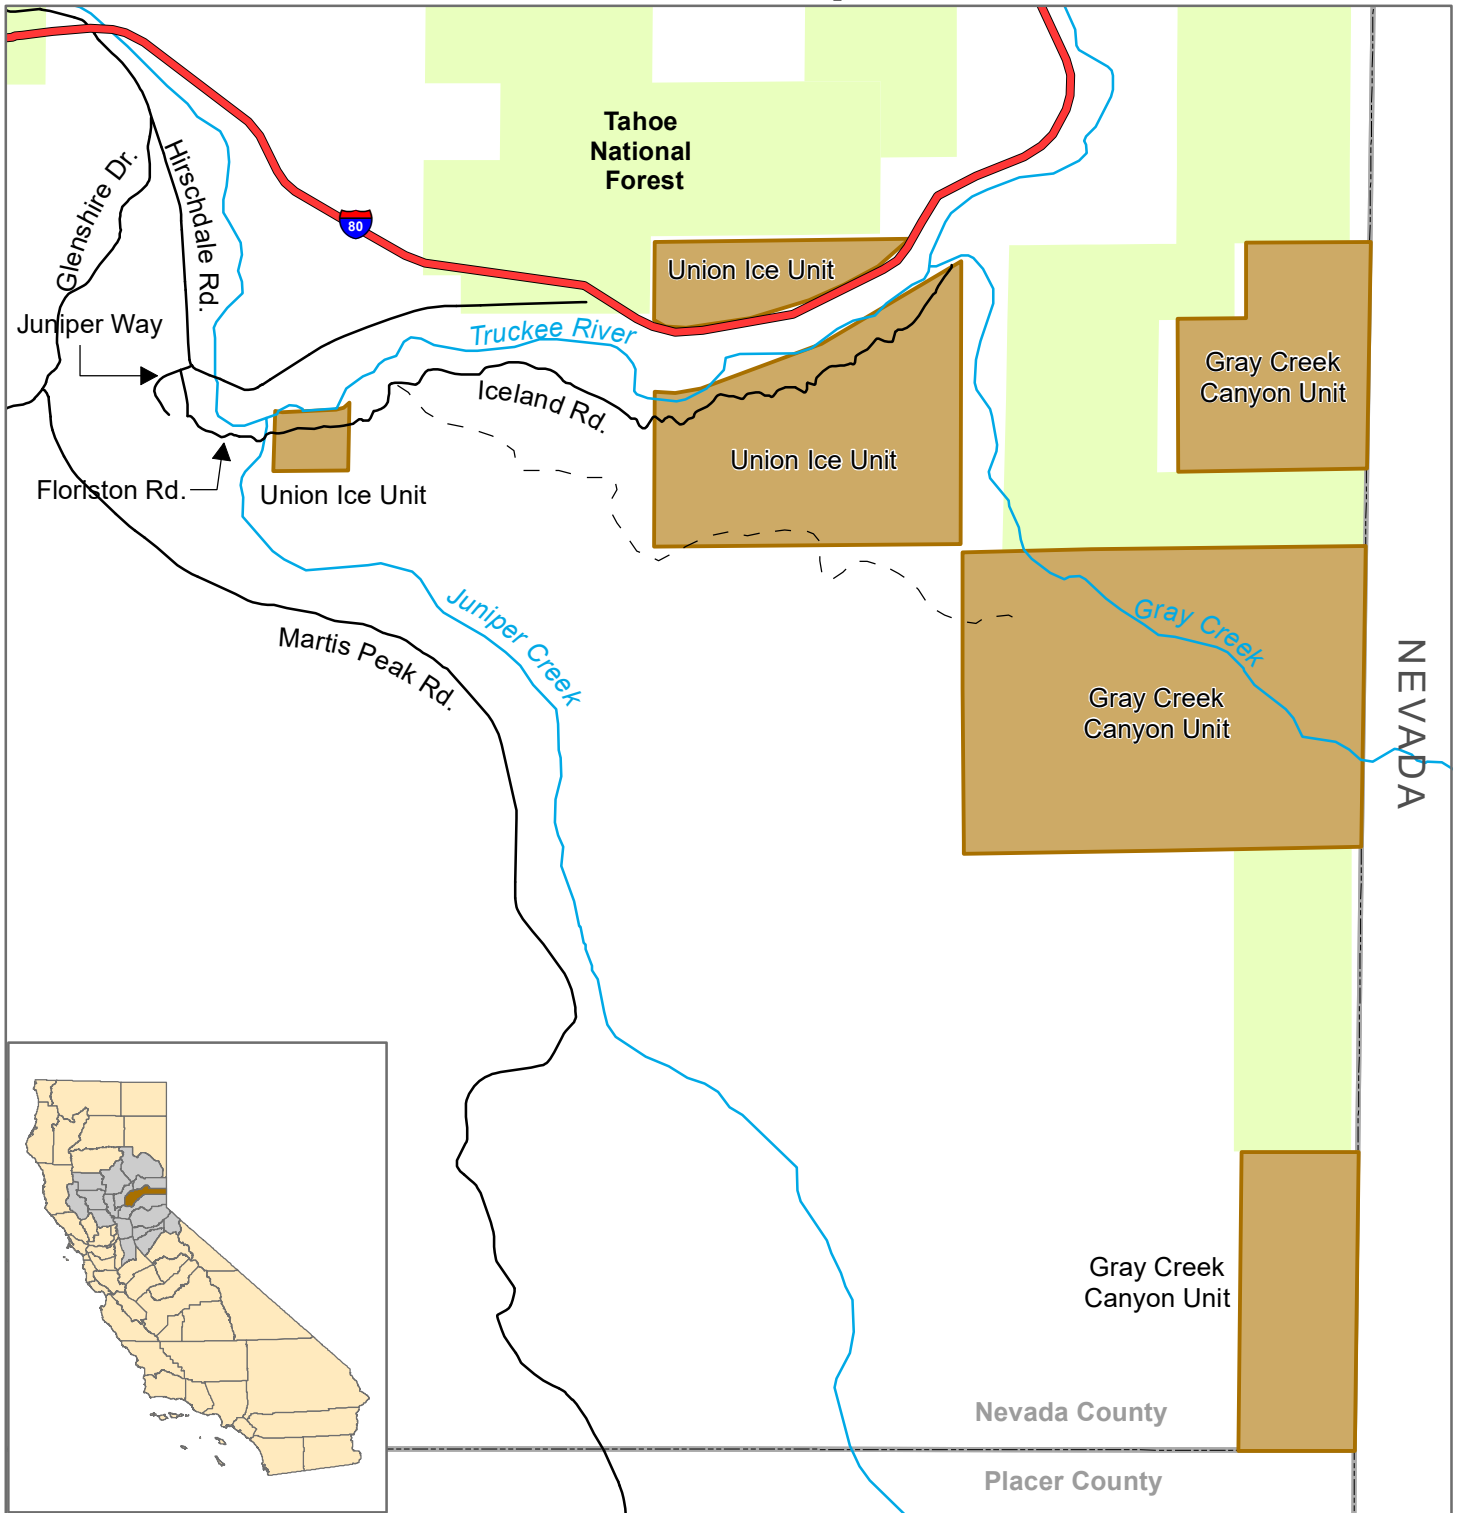 Tahoe
National
Forest
Hirschdale Rd.
Glenshire Dr.
80
Union Ice Unit
Juniper Way
Truckee River
Gray Creek
Canyon Unit
Iceland Rd.
Union Ice Unit
Floriston Rd.
Union Ice Unit
Juniper Creek
Gray Creek
Martis Peak Rd.
NEVADA
Gray Creek
Canyon Unit
Gray Creek
Canyon Unit
Nevada County
Placer County